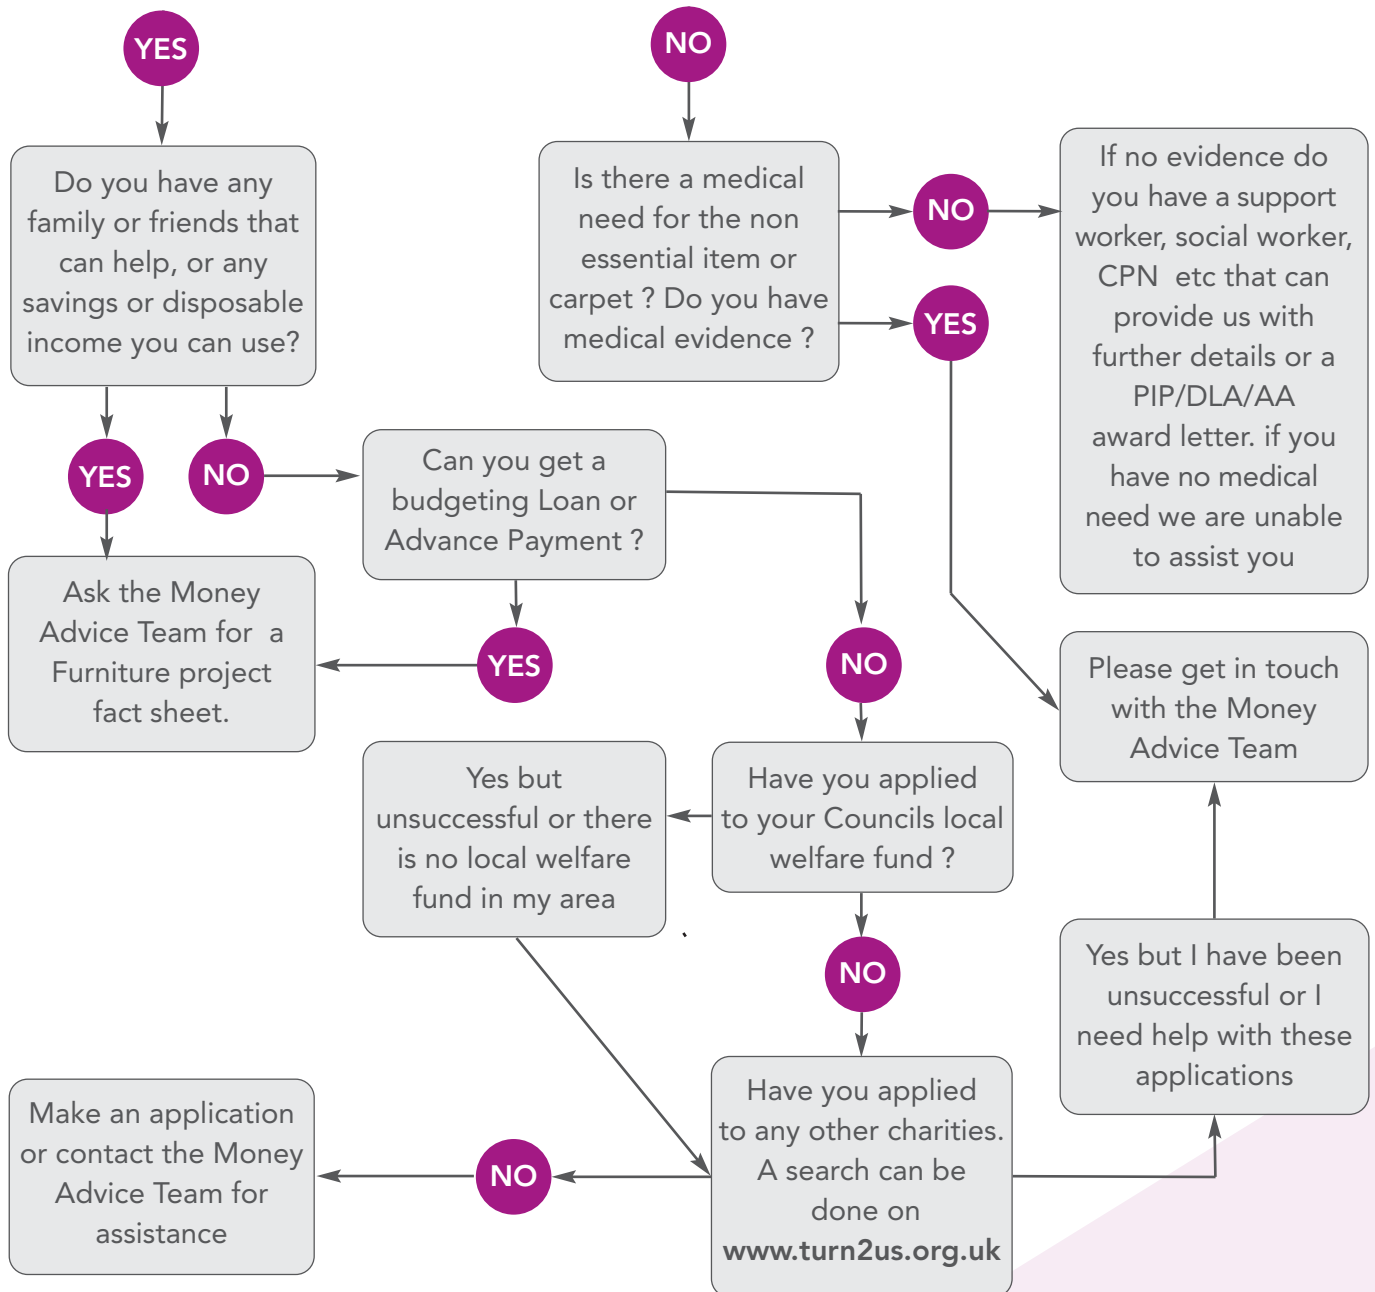 YES
NO
Do you have any
family or friends that
can help, or any
savings or disposable
income you can use?
Is there a medical
need for the non
essential item or
carpet ? Do you have
medical evidence ?
NO
YES
If no evidence do
you have a support
worker, social worker,
CPN etc that can
provide us with
further details or a
PIP/DLA/AA
award letter. if you
have no medical
need we are unable
to assist you
YES
NO
Can you get a
budgeting Loan or
Advance Payment ?
Ask the Money
Advice Team for a
Furniture project
fact sheet.
YES
NO
Please get in touch
with the Money
Advice Team
Yes but
unsuccessful or there
is no local welfare
fund in my area
Have you applied
to your Councils local
welfare fund ?
NO
Yes but I have been
unsuccessful or I
need help with these
applications
Make an application
or contact the Money
Advice Team for
assistance
NO
Have you applied
to any other charities.
A search can be
done on
www.turn2us.org.uk